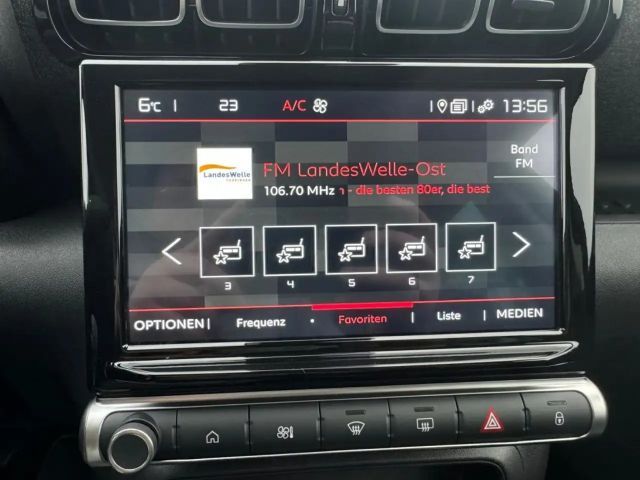 6°C | 23 A/C 13:56
LandesWelle
THÜRINGEN
FM LandesWelle-Ost
106.70 MHz n - die besten 80er, die best
Band
FM
3 4 5 6 7
OPTIONEN | Frequenz • Favoriten | Liste | MEDIEN